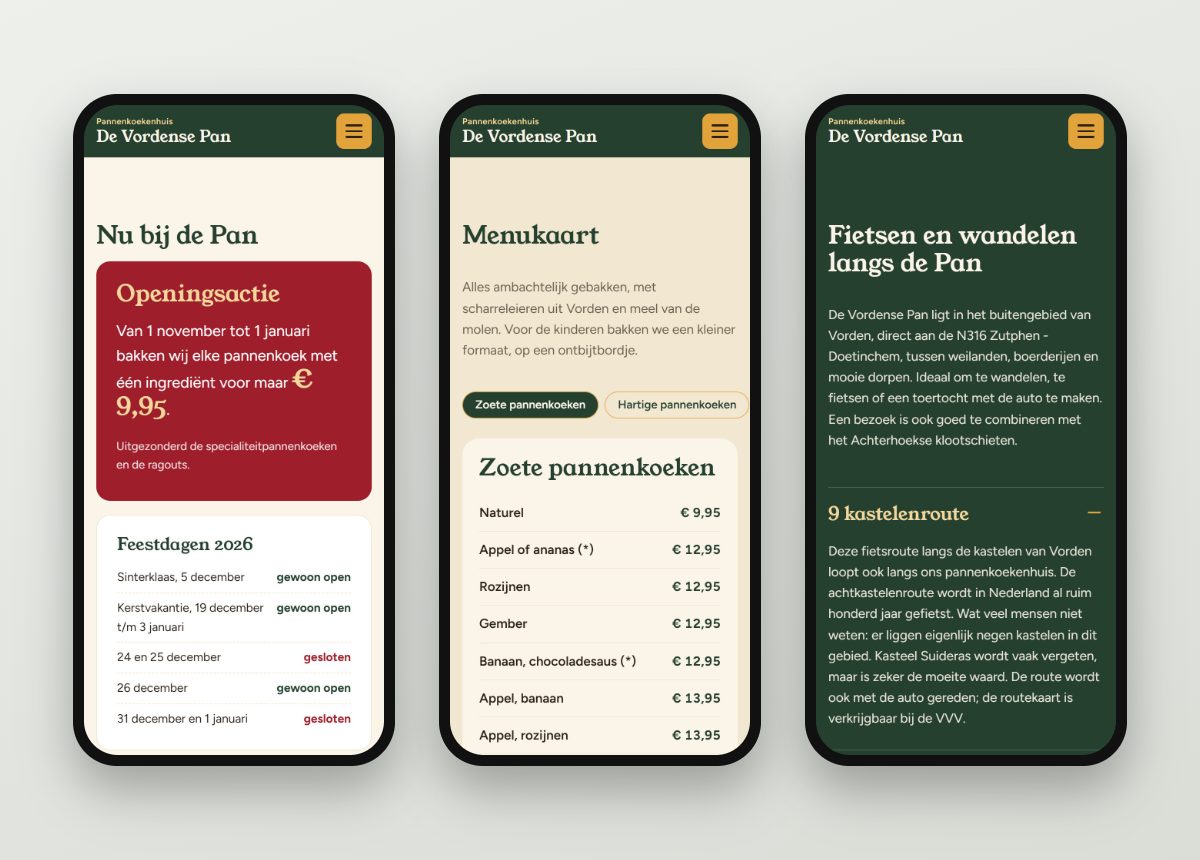 Pannenkoekenhuis
De Vordense Pan
Nu bij de Pan
Openingsactie
Van 1 november tot 1 januari
bakken wij elke pannenkoek met
één ingrediënt voor maar €
9,95.
Uitgezonderd de specialiteitpannenkoeken
en de ragouts.
Feestdagen 2026
Sinterklaas, 5 december gewoon open
Kerstvakantie, 19 december gewoon open
t/m 3 januari
24 en 25 december gesloten
26 december gewoon open
31 december en 1 januari gesloten
Pannenkoekenhuis
De Vordense Pan
Menukaart
Alles ambachtelijk gebakken, met
scharreleieren uit Vorden en meel van de
molen. Voor de kinderen bakken we een kleiner
formaat, op een ontbijtbordje.
Zoete pannenkoeken Hartige pannenkoeken
Zoete pannenkoeken
Naturel € 9,95
Appel of ananas (*) € 12,95
Rozijnen € 12,95
Gember € 12,95
Banaan, chocoladesaus (*) € 12,95
Appel, banaan € 13,95
Appel, rozijnen € 13,95
Pannenkoekenhuis
De Vordense Pan
Fietsen en wandelen
langs de Pan
De Vordense Pan ligt in het buitengebied van
Vorden, direct aan de N316 Zutphen -
Doetinchem, tussen weilanden, boerderijen en
mooie dorpen. Ideaal om te wandelen, te
fietsen of een toertocht met de auto te maken.
Een bezoek is ook goed te combineren met
het Achterhoekse klootschieten.
9 kastelenroute
Deze fietsroute langs de kastelen van Vorden
loopt ook langs ons pannenkoekenhuis. De
achtkastelenroute wordt in Nederland al ruim
honderd jaar gefietst. Wat veel mensen niet
weten: er liggen eigenlijk negen kastelen in dit
gebied. Kasteel Suideras wordt vaak vergeten,
maar is zeker de moeite waard. De route wordt
ook met de auto gereden; de routekaart is
verkrijgbaar bij de VVV.